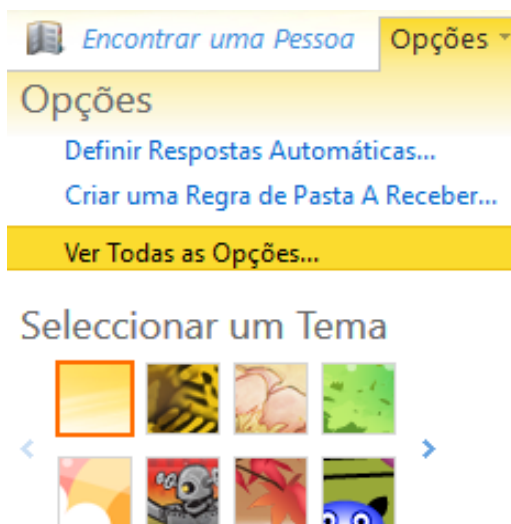 Encontrar uma Pessoa Opções
Opções
Definir Respostas Automáticas...
Criar uma Regra de Pasta A Receber...
Ver Todas as Opções...
Seleccionar um Tema